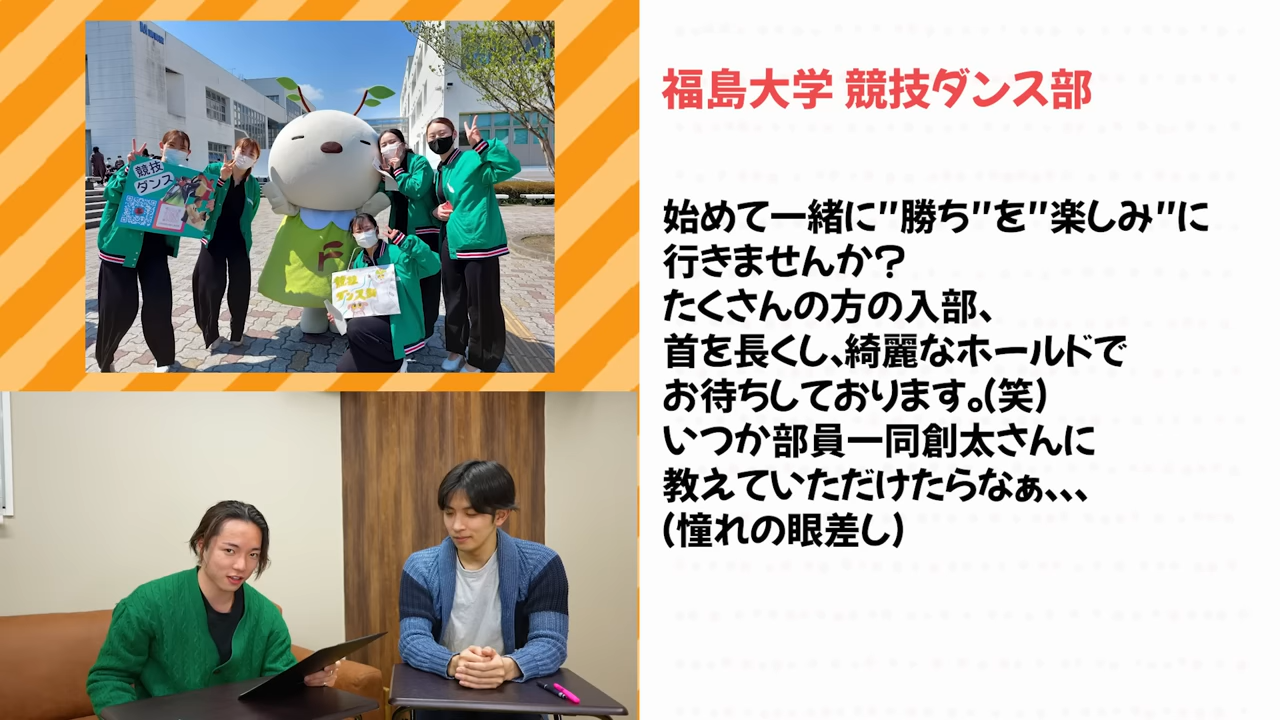 福島大学 競技ダンス部
始めて一緒に"勝ち"を"楽しみ"に
行きませんか?
たくさんの方の入部、
首を長くし、綺麗なホールドで
お待ちしております。(笑)
いつか部員一同創太さんに
教えていただけたらなぁ、、、
(憧れの眼差し)
競技
ダンス
F
ダンス部